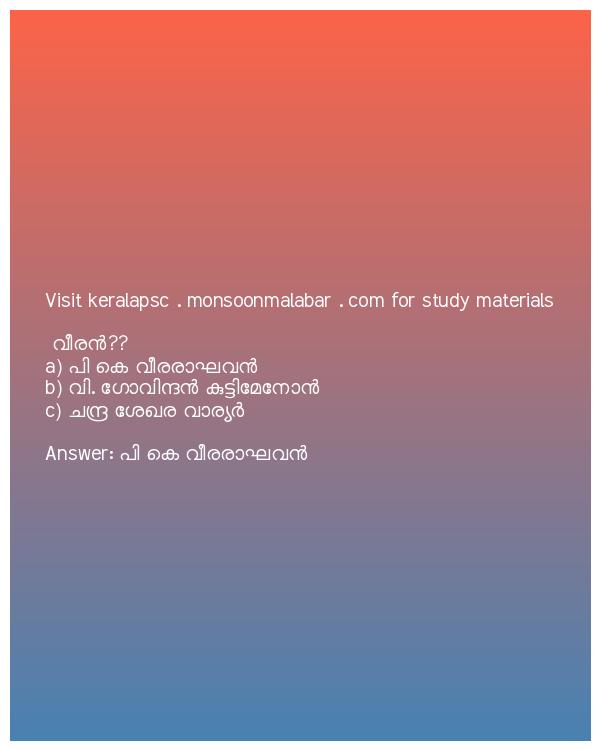 Visit keralapsc . monsoonmalabar . com for study materials
വീരൻ??
a) പി കെ വീരരാഘവൻ
b) വി. ഗോവിന്ദൻ കുട്ടിമേനോൻ
c) ചന്ദ്ര ശേഖര വാര്യർ
Answer: പി കെ വീരരാഘവൻ